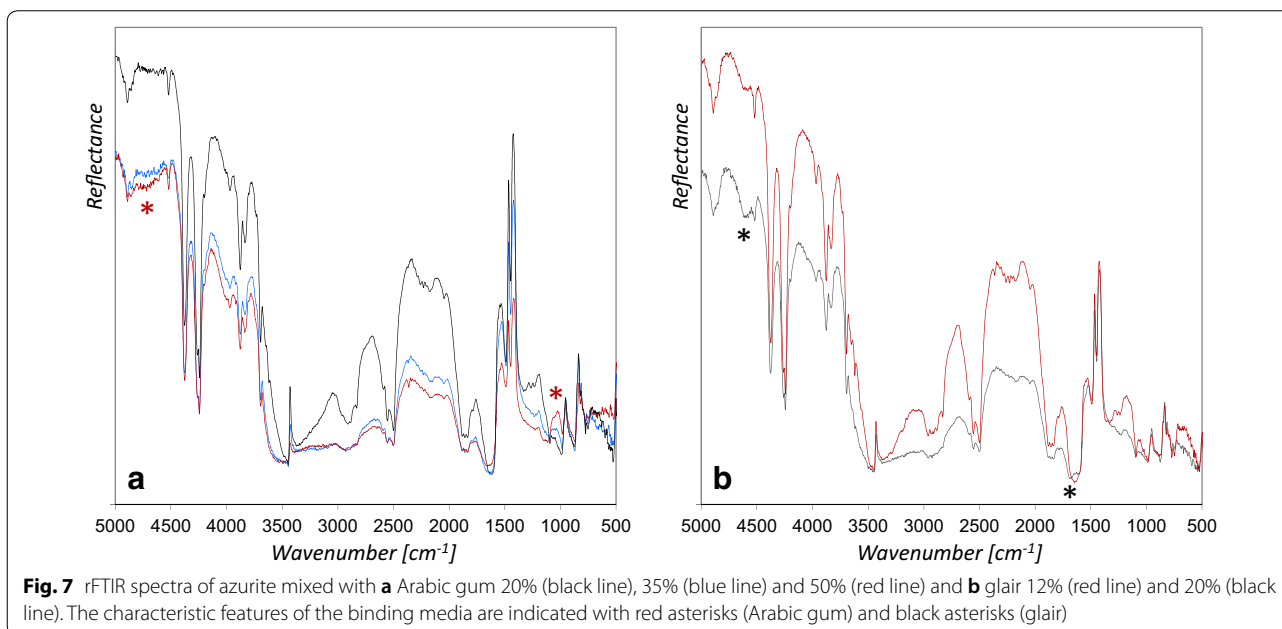 Reflectance
*
*
a
5000 4500 4000 3500 3000 2500 2000 1500 1000 500
Wavenumber [cm⁻¹]
Reflectance
*
*
b
5000 4500 4000 3500 3000 2500 2000 1500 1000 500
Wavenumber [cm⁻¹]
Fig. 7 rFTIR spectra of azurite mixed with a Arabic gum 20% (black line), 35% (blue line) and 50% (red line) and b glair 12% (red line) and 20% (black
line). The characteristic features of the binding media are indicated with red asterisks (Arabic gum) and black asterisks (glair)